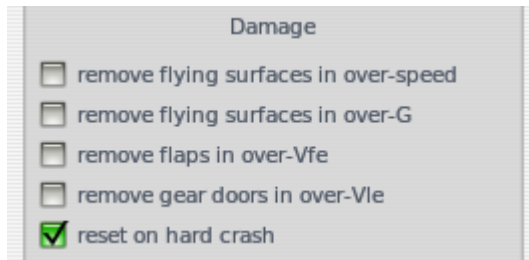 Damage
remove flying surfaces in over-speed
remove flying surfaces in over-G
remove flaps in over-Vfe
remove gear doors in over-Vle
reset on hard crash